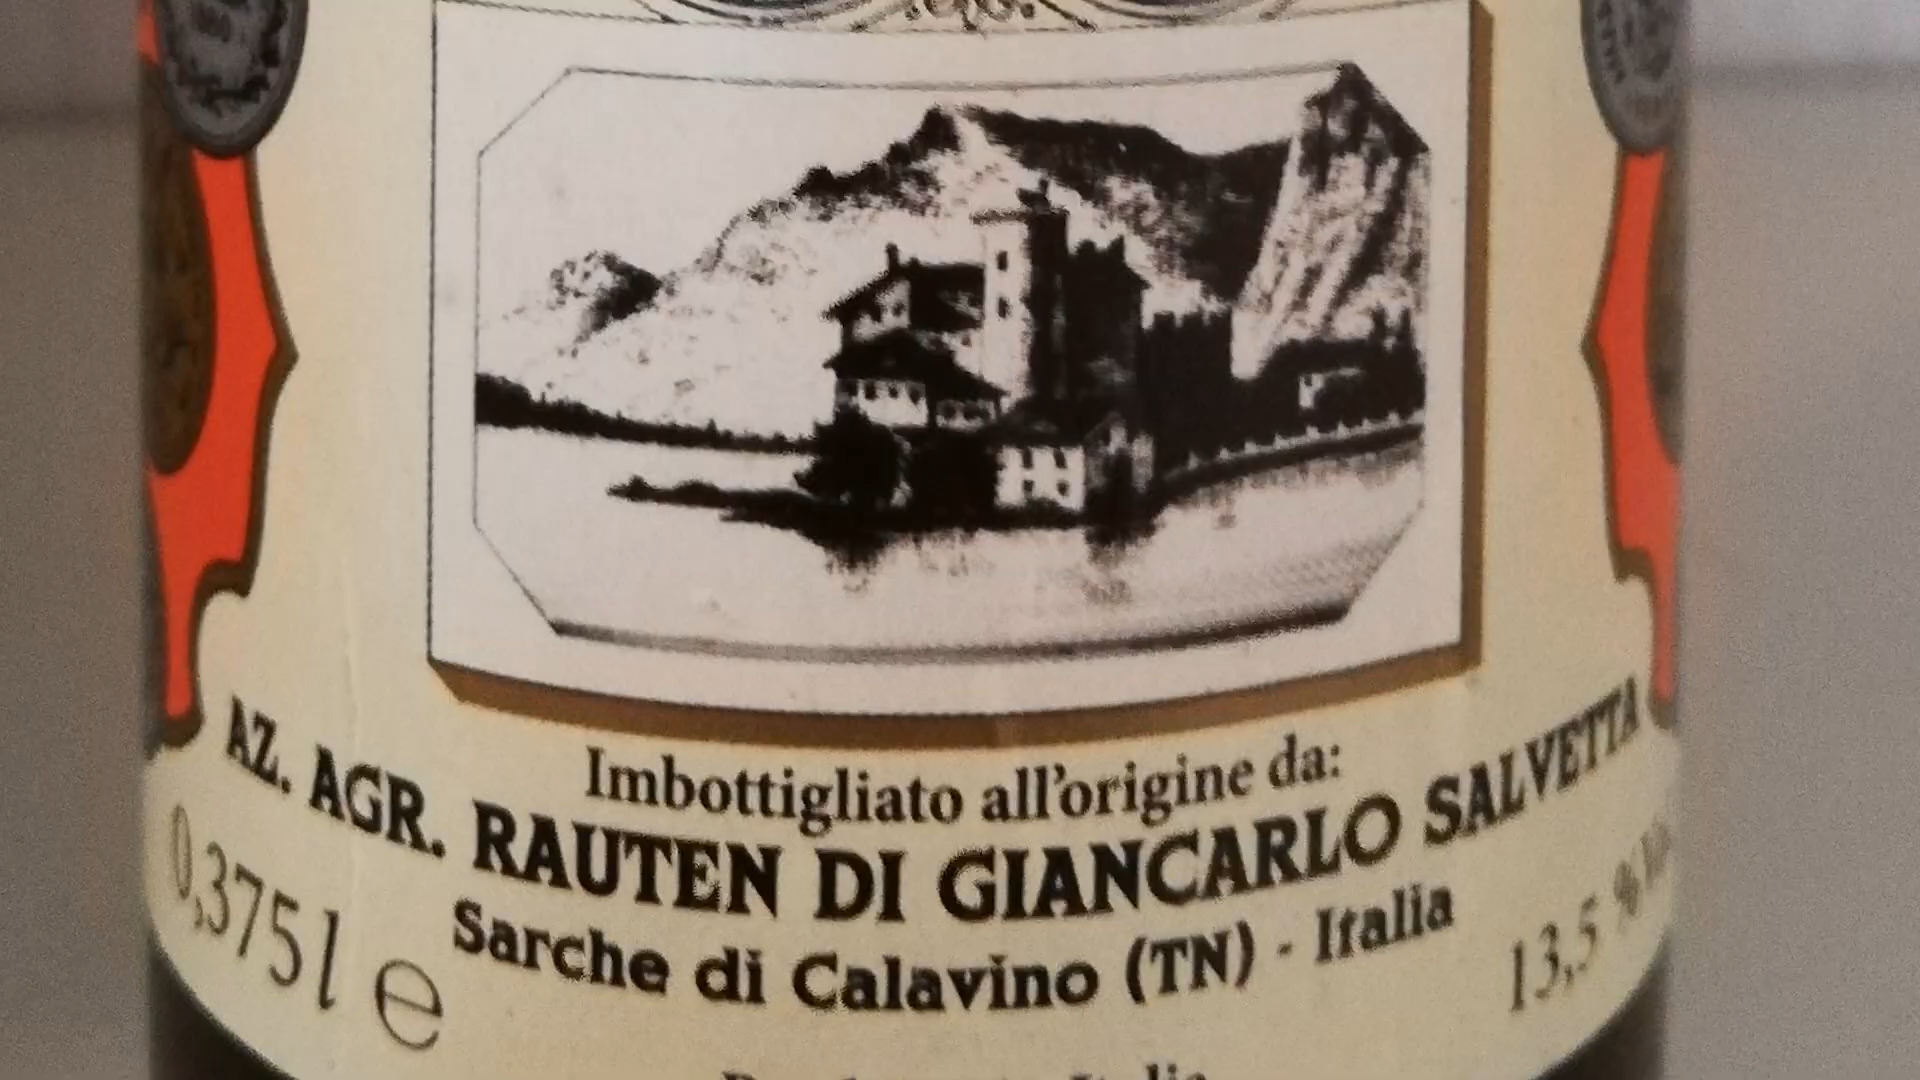 Imbottigliato all'origine da:
AZ. AGR. RAUTEN DI GIANCARLO SALVETTA
Sarche di Calavino (TN) - Italia
0,375 l e
13,5 %